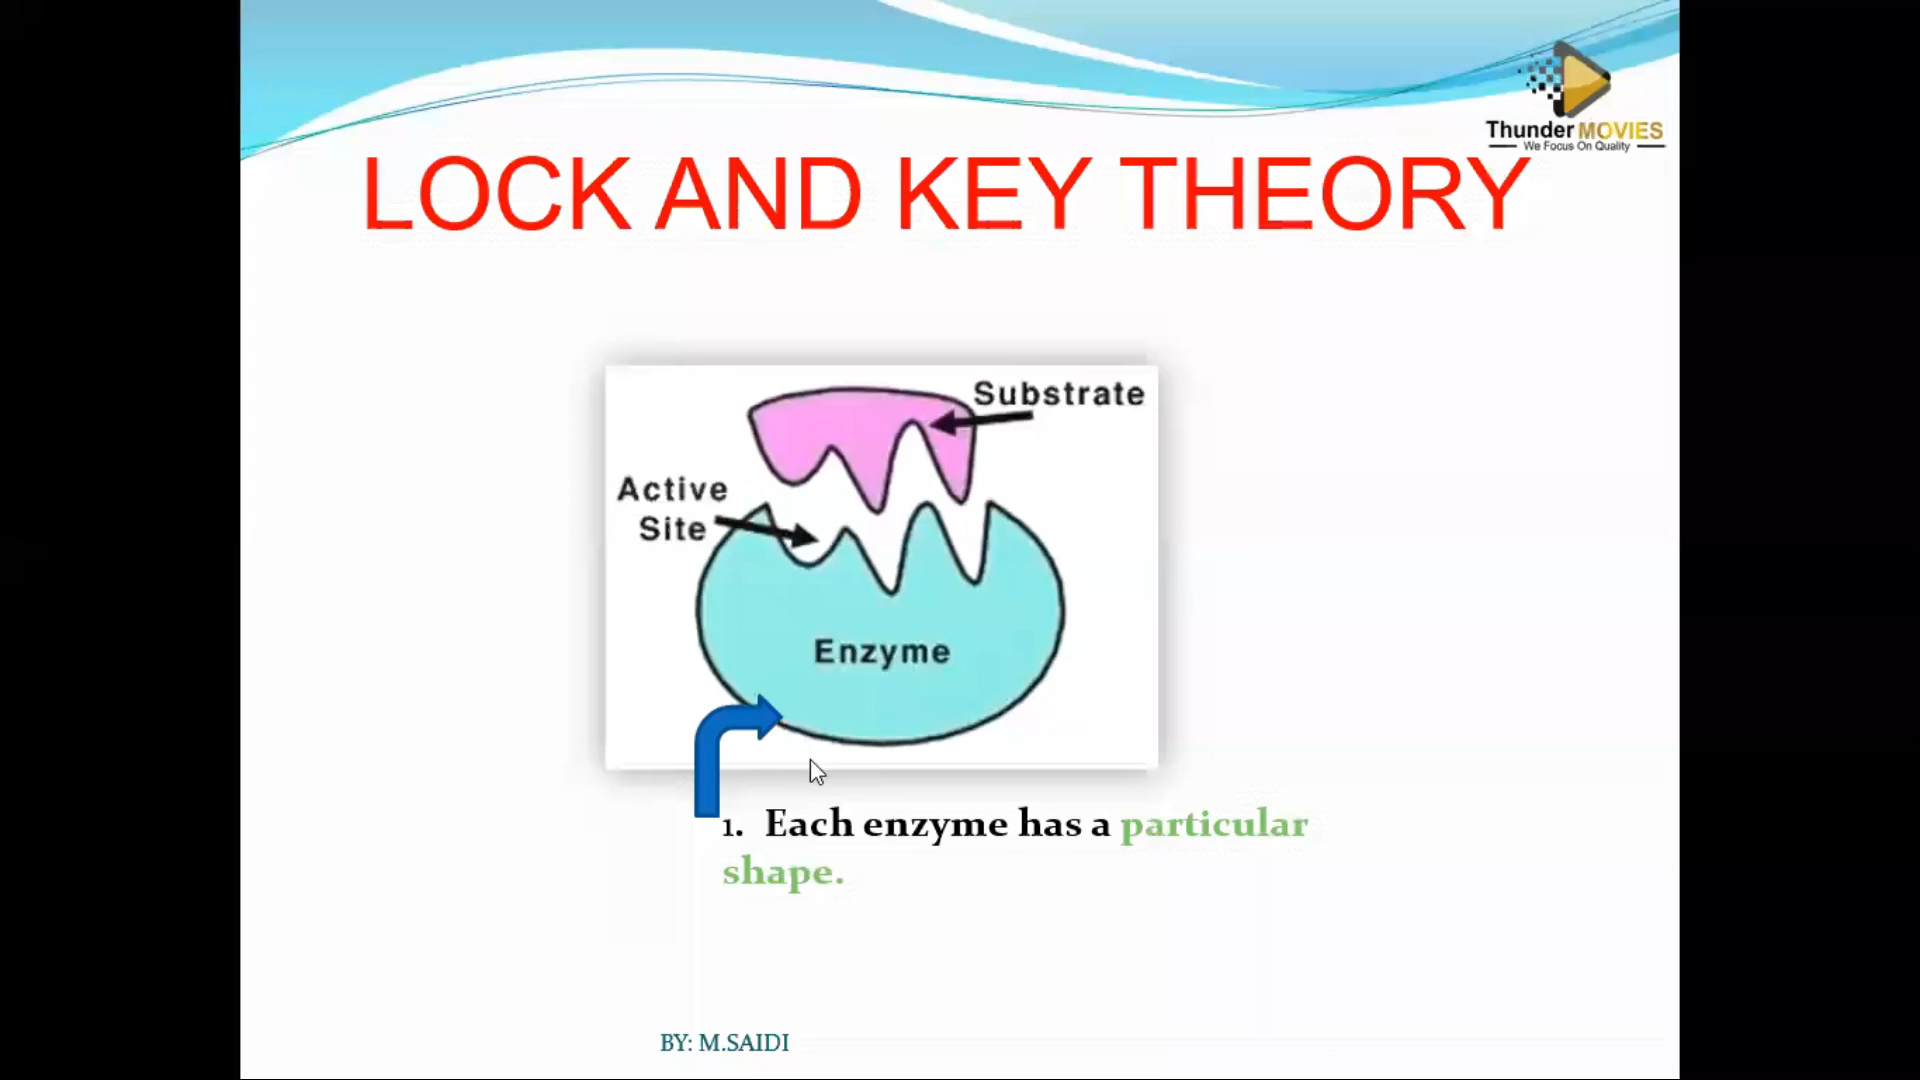 Thunder MOVIES
We Focus On Quality
LOCK AND KEY THEORY
Substrate
Active
Site
Enzyme
1. Each enzyme has a particular
shape.
BY: M.SAIDI